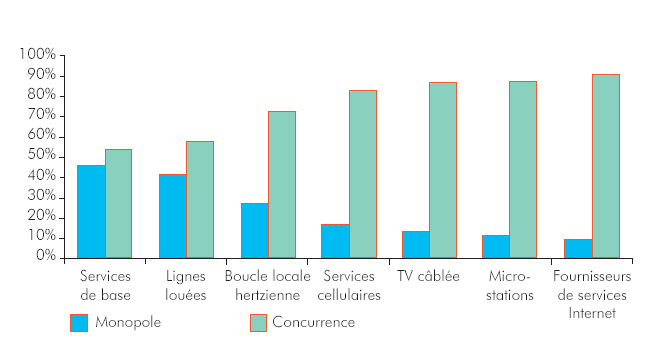 100%
90%
80%
70%
60%
50%
40%
30%
20%
10%
0%
Services de base
Lignes louées
Boucle locale hertzienne
Services cellulaires
TV câblée
Micro-stations
Fournisseurs de services Internet
Monopole
Concurrence